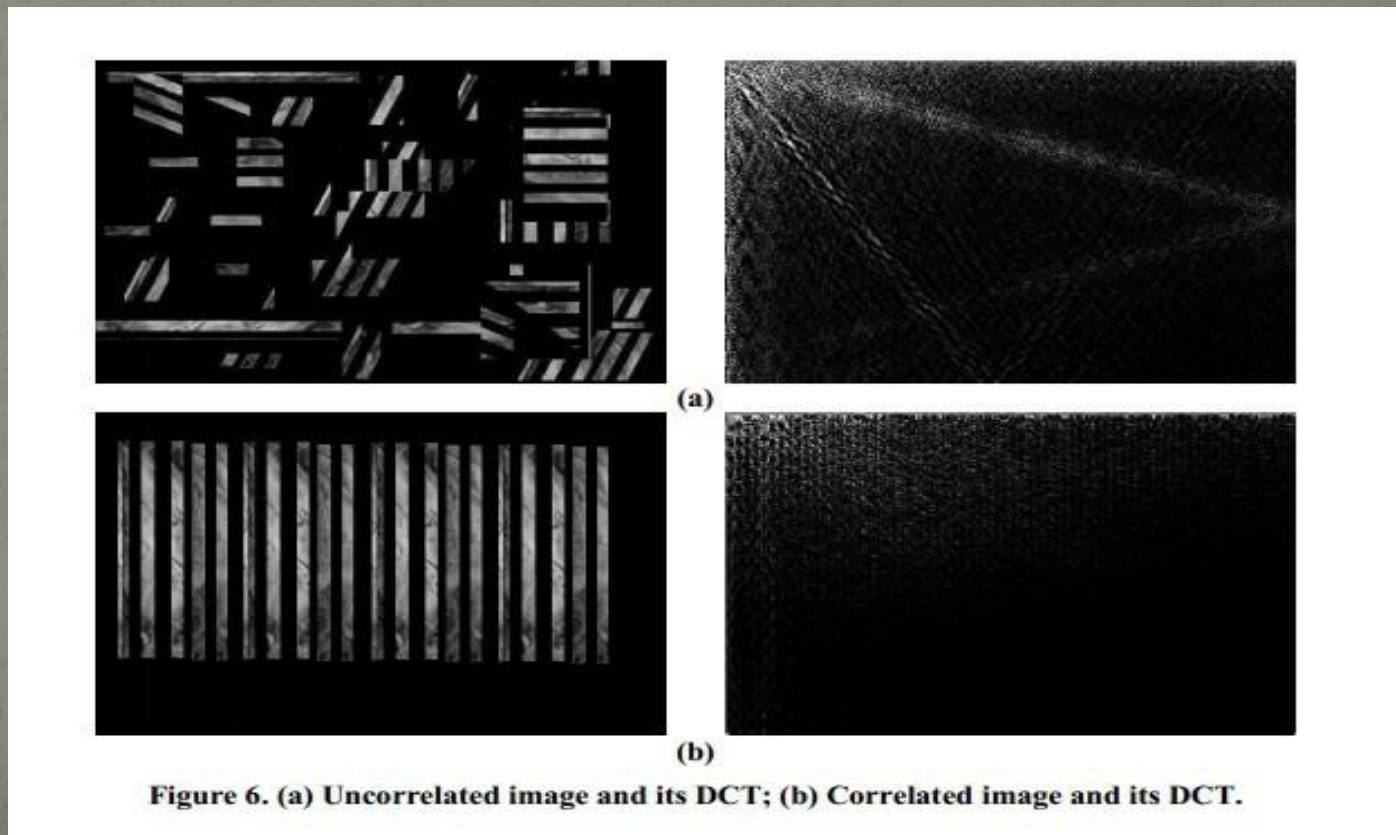 (a)
(b)
Figure 6. (a) Uncorrelated image and its DCT; (b) Correlated image and its DCT.